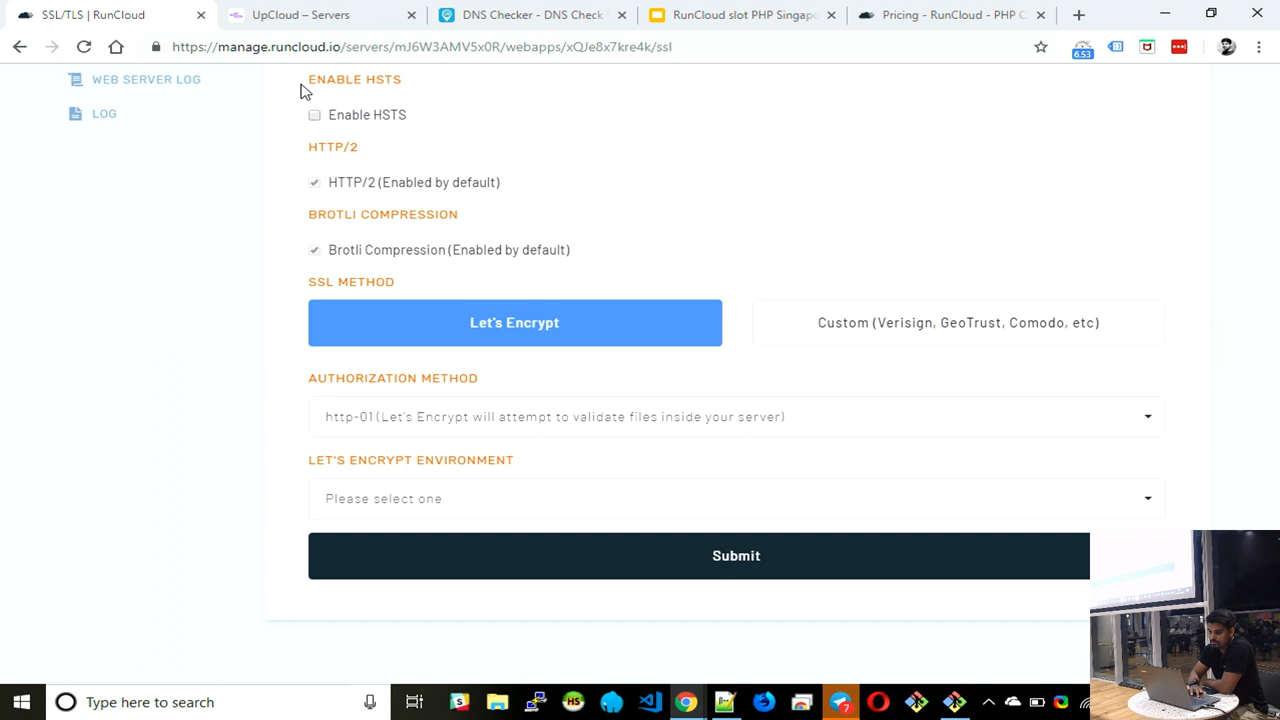 SSL/TLS | RunCloud
UpCloud – Servers
DNS Checker - DNS Check
RunCloud slot PHP Singap
Pricing - RunCloud - PHP C
https://manage.runcloud.io/servers/mJ6W3AMV5x0R/webapps/xQJe8x7kre4k/ssl
6.53
WEB SERVER LOG
LOG
ENABLE HSTS
Enable HSTS
HTTP/2
HTTP/2 (Enabled by default)
BROTLI COMPRESSION
Brotli Compression (Enabled by default)
SSL METHOD
Let's Encrypt
Custom (Verisign, GeoTrust, Comodo, etc)
AUTHORIZATION METHOD
http-01 (Let's Encrypt will attempt to validate files inside your server)
LET'S ENCRYPT ENVIRONMENT
Please select one
Submit
Type here to search
HS
7